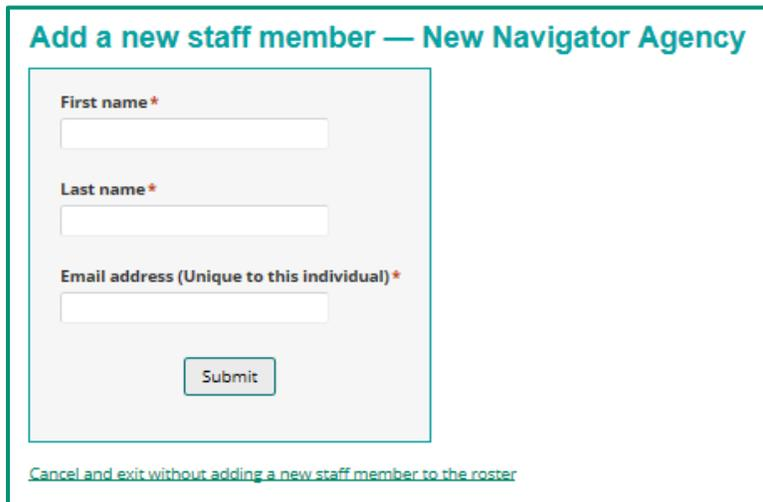 Add a new staff member — New Navigator Agency
First name*
Last name*
Email address (Unique to this individual)*
Submit
Cancel and exit without adding a new staff member to the roster